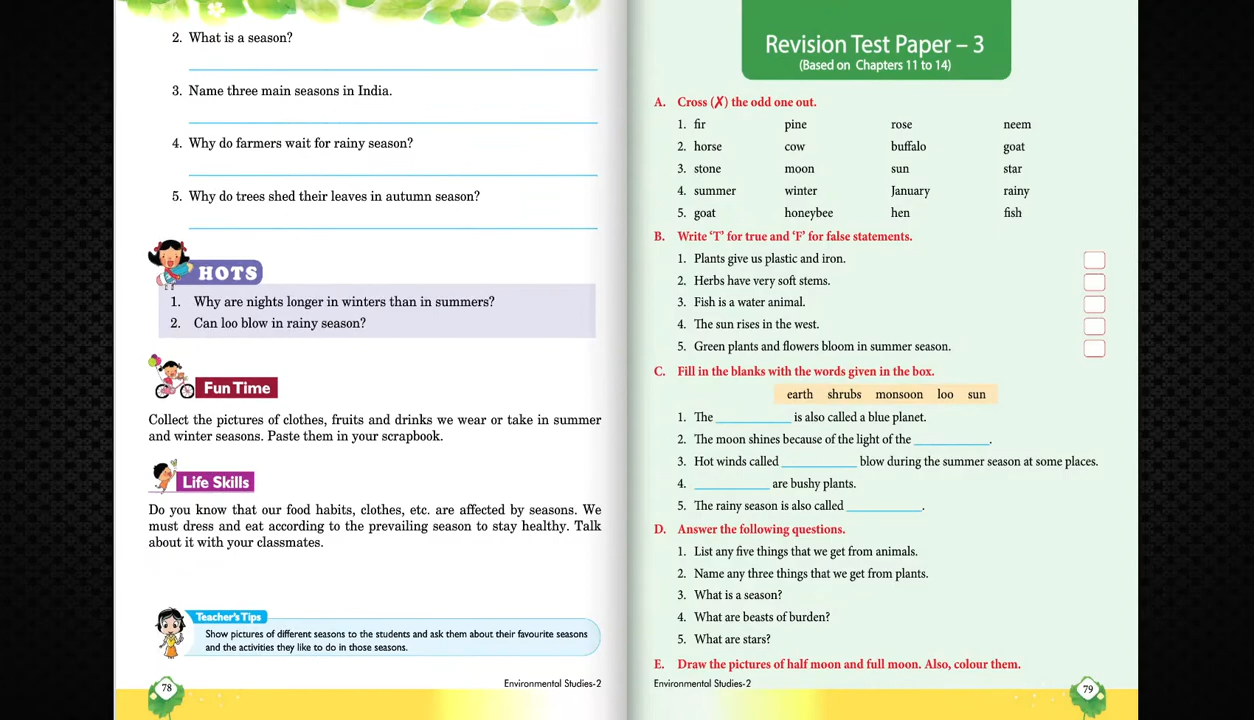 2. What is a season?
3. Name three main seasons in India.
4. Why do farmers wait for rainy season?
5. Why do trees shed their leaves in autumn season?
HOTS
1. Why are nights longer in winters than in summers?
2. Can loo blow in rainy season?
Fun Time
Collect the pictures of clothes, fruits and drinks we wear or take in summer
and winter seasons. Paste them in your scrapbook.
Life Skills
Do you know that our food habits, clothes, etc. are affected by seasons. We
must dress and eat according to the prevailing season to stay healthy. Talk
about it with your classmates.
Teacher's Tips
Show pictures of different seasons to the students and ask them about their favourite seasons
and the activities they like to do in those seasons.
78
Environmental Studies-2
Revision Test Paper – 3
(Based on Chapters 11 to 14)
A. Cross (✗) the odd one out.
1. fir pine rose neem
2. horse cow buffalo goat
3. stone moon sun star
4. summer winter January rainy
5. goat honeybee hen fish
B. Write ‘T’ for true and ‘F’ for false statements.
1. Plants give us plastic and iron.
2. Herbs have very soft stems.
3. Fish is a water animal.
4. The sun rises in the west.
5. Green plants and flowers bloom in summer season.
C. Fill in the blanks with the words given in the box.
earth shrubs monsoon loo sun
1. The ____________ is also called a blue planet.
2. The moon shines because of the light of the ____________.
3. Hot winds called ____________ blow during the summer season at some places.
4. ____________ are bushy plants.
5. The rainy season is also called ____________.
D. Answer the following questions.
1. List any five things that we get from animals.
2. Name any three things that we get from plants.
3. What is a season?
4. What are beasts of burden?
5. What are stars?
E. Draw the pictures of half moon and full moon. Also, colour them.
Environmental Studies-2
79